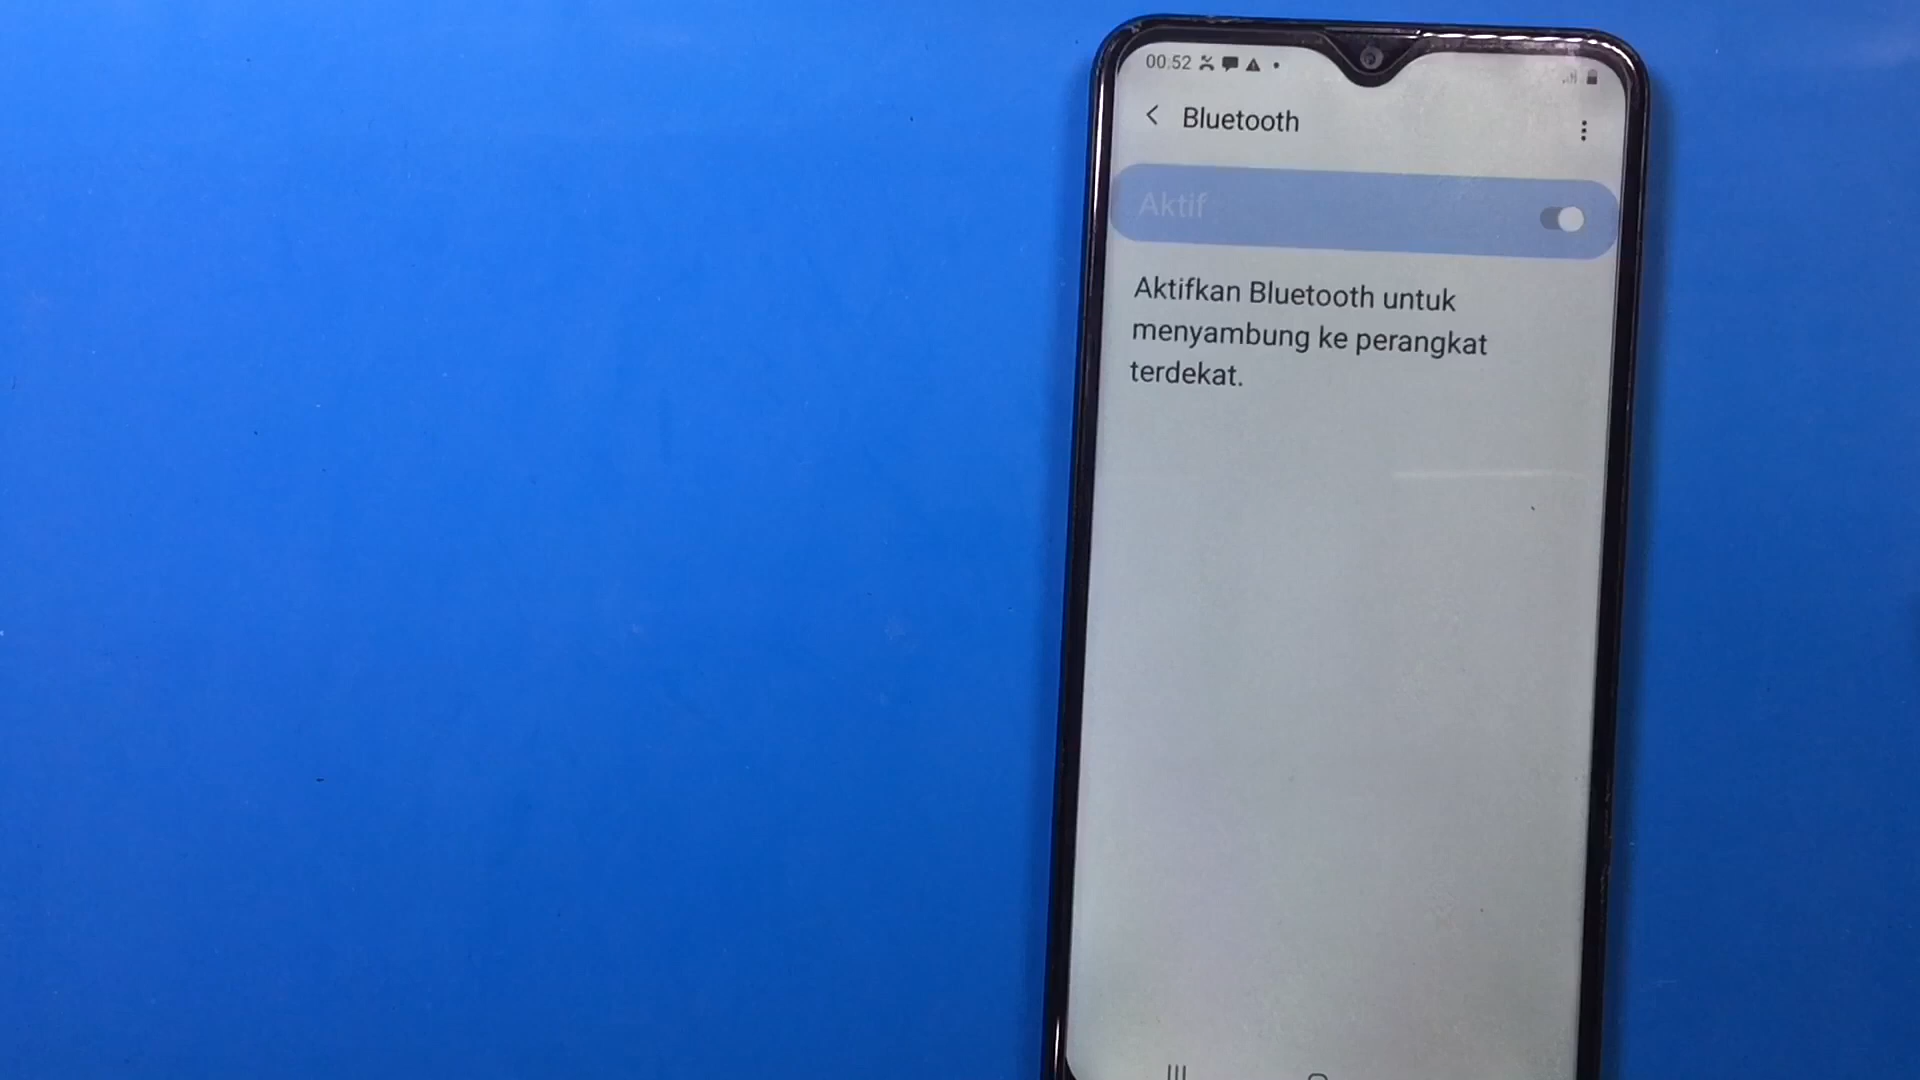 00.52
Bluetooth
Aktif
Aktifkan Bluetooth untuk
menyambung ke perangkat
terdekat.